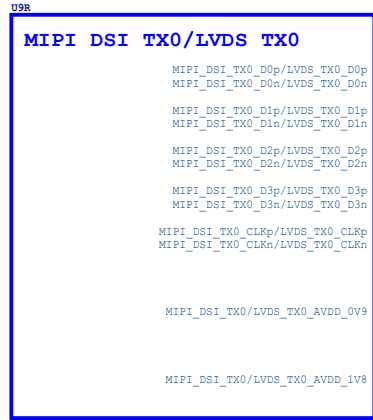 U9R
MIPI DSI TX0/LVDS TX0
MIPI_DSI_TX0_D0p/LVDS_TX0_D0p
MIPI_DSI_TX0_D0n/LVDS_TX0_D0n
MIPI_DSI_TX0_D1p/LVDS_TX0_D1p
MIPI_DSI_TX0_D1n/LVDS_TX0_D1n
MIPI_DSI_TX0_D2p/LVDS_TX0_D2p
MIPI_DSI_TX0_D2n/LVDS_TX0_D2n
MIPI_DSI_TX0_D3p/LVDS_TX0_D3p
MIPI_DSI_TX0_D3n/LVDS_TX0_D3n
MIPI_DSI_TX0_CLKp/LVDS_TX0_CLKp
MIPI_DSI_TX0_CLKn/LVDS_TX0_CLKn
MIPI_DSI_TX0/LVDS_TX0_AVDD_0V9
MIPI_DSI_TX0/LVDS_TX0_AVDD_1V8